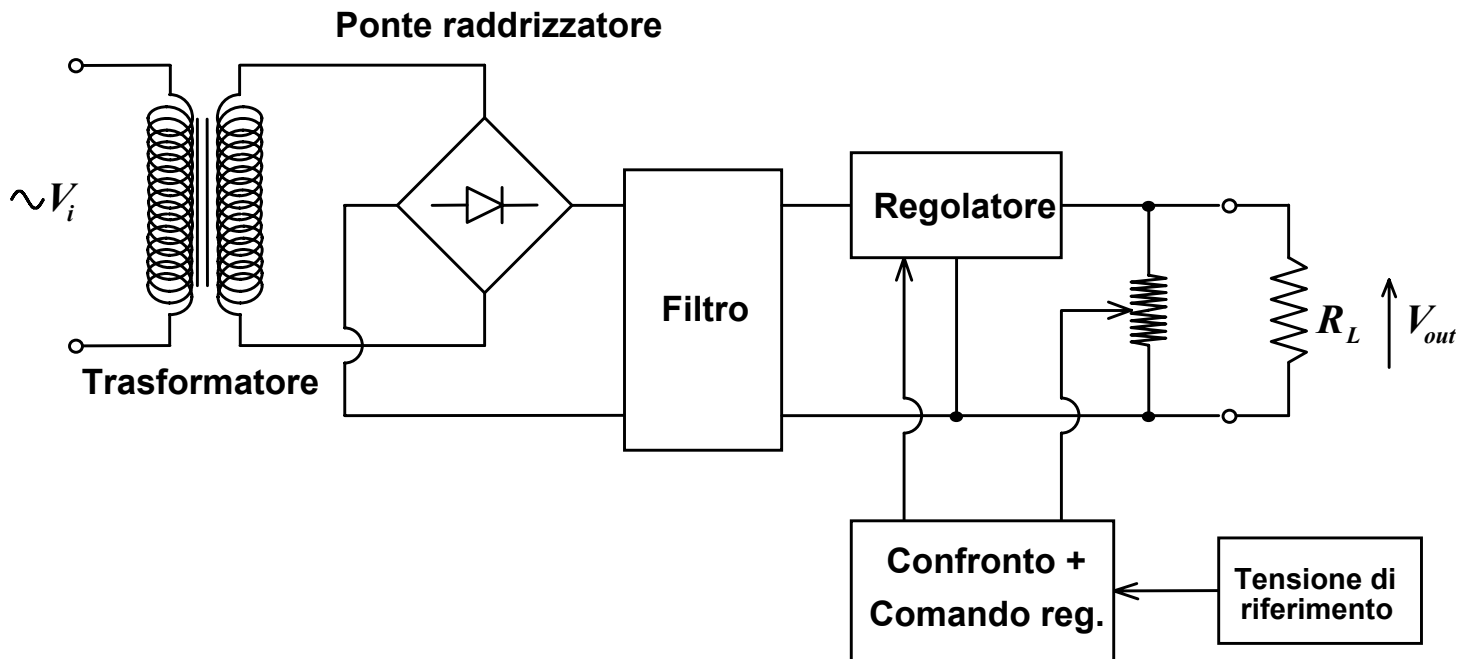 Ponte raddrizzatore
∼V_i
Trasformatore
Filtro
Regolatore
R_L
V_out
Confronto +
Comando reg.
Tensione di
riferimento